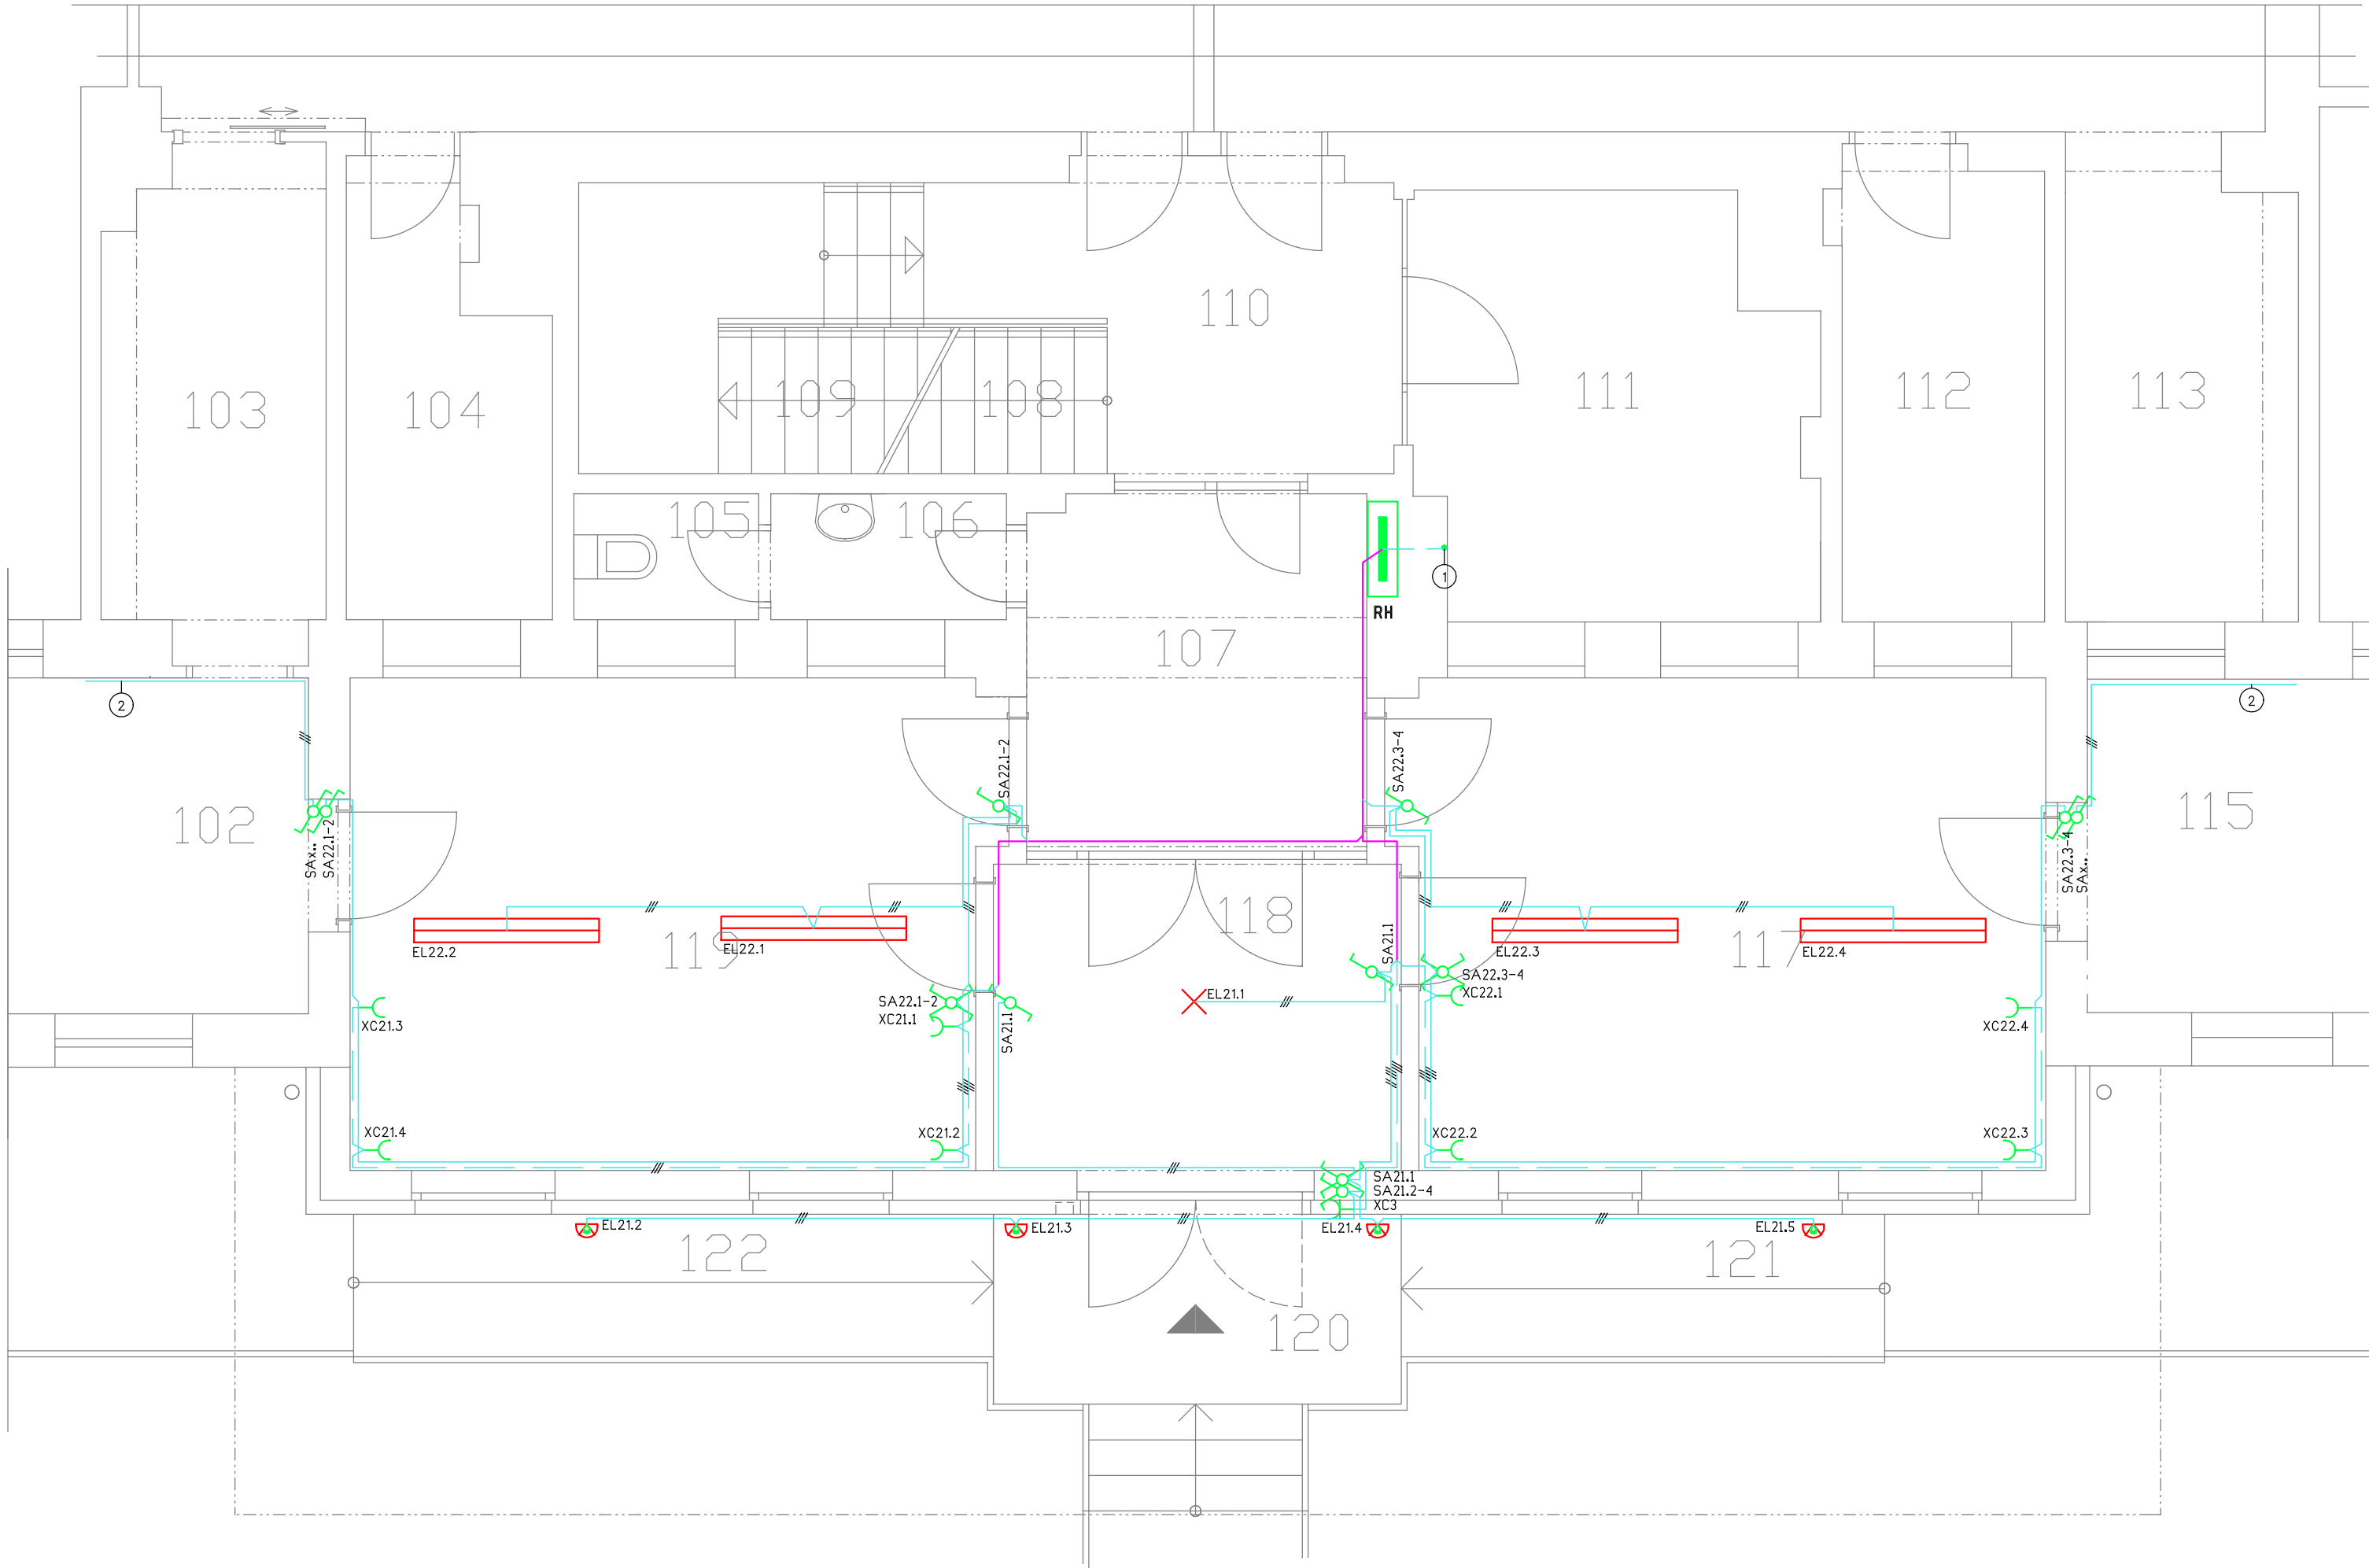 110
103
104
109
108
111
112
113
105
106
1
RH
107
2
2
SA22.1-2
SA22.3-4
102
115
SAx..
SA22.1-2
SA22.3-4
SAx..
118
119
EL22.2
EL22.1
SA21.1
EL22.3
117
EL22.4
SA22.3-4
XC22.1
EL21.1
SA22.1-2
XC21.1
SA21.1
XC21.3
XC22.4
XC21.4
XC21.2
XC22.2
XC22.3
SA21.1
SA21.2-4
XC3
EL21.2
EL21.3
EL21.4
EL21.5
122
121
120